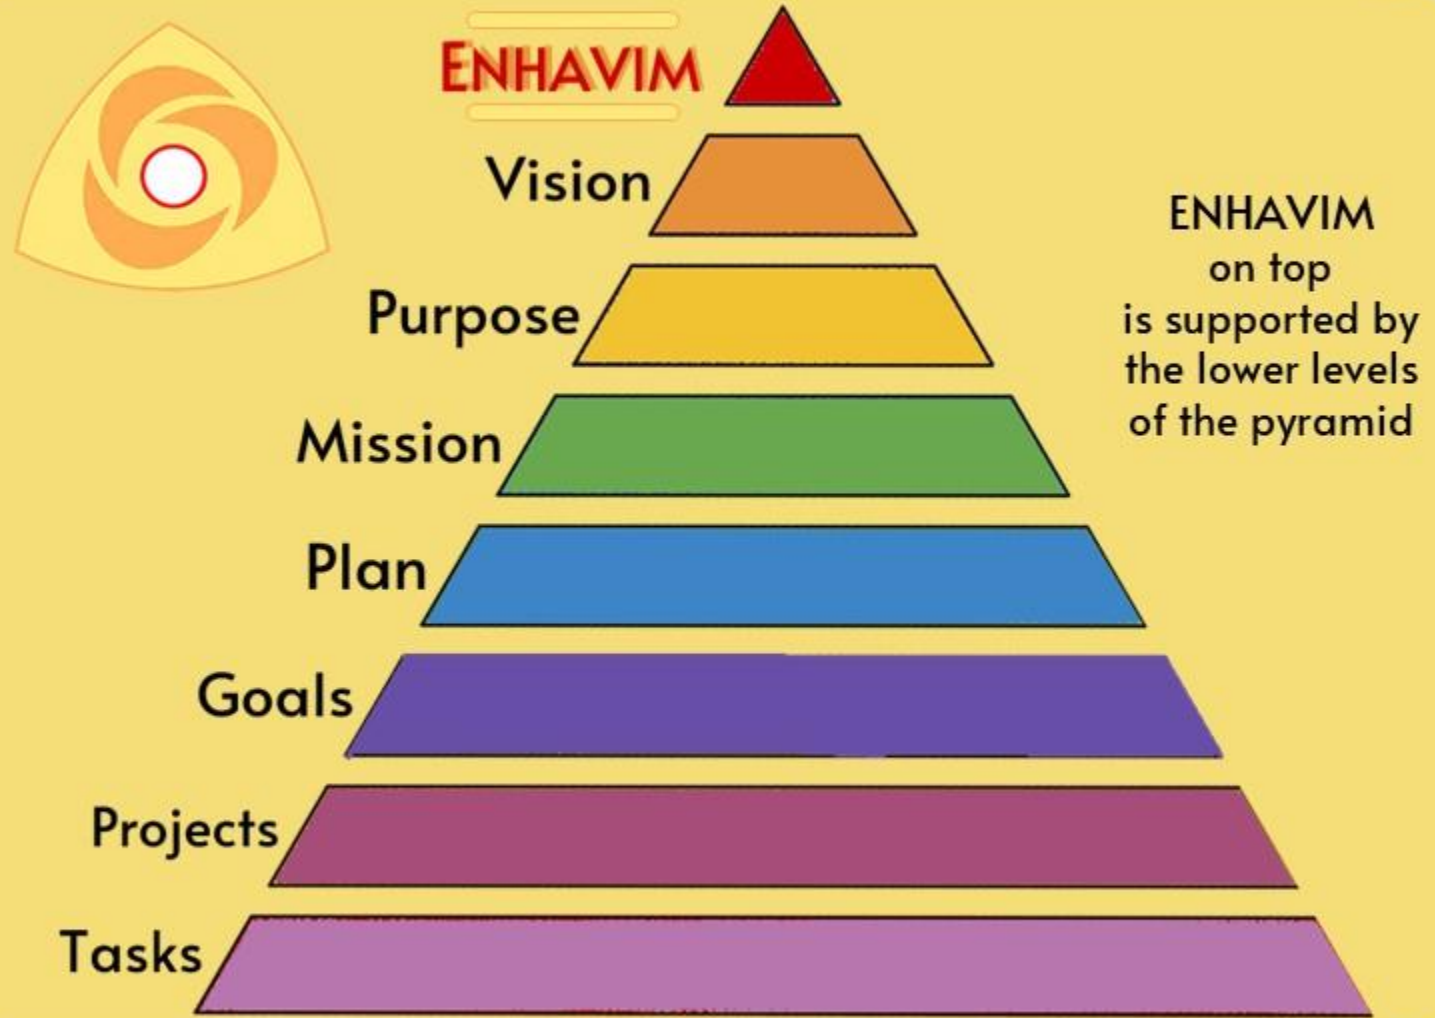 ENHAVIM
Vision
Purpose
Mission
Plan
Goals
Projects
Tasks
ENHAVIM
on top
is supported by
the lower levels
of the pyramid